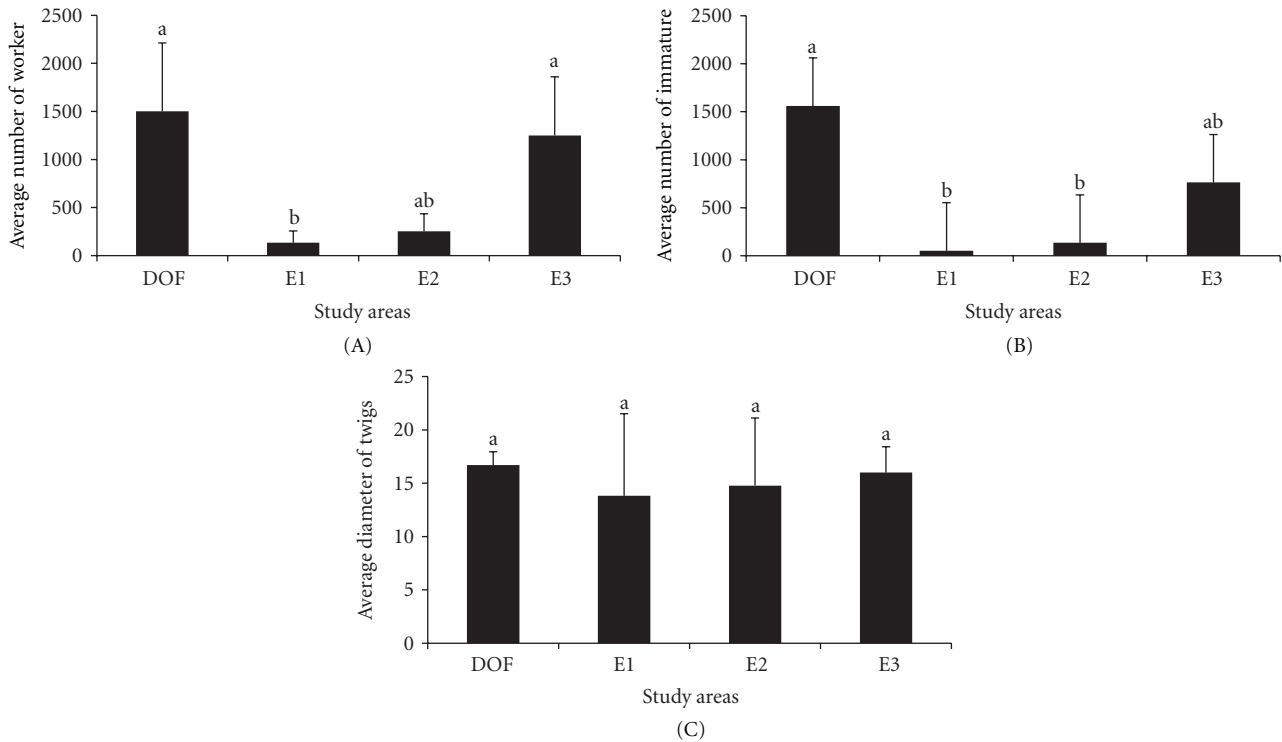 Average number of worker
2500
2000
1500
1000
500
0
a
b
ab
a
DOF
E1
E2
E3
Study areas
(A)
Average number of immature
2500
2000
1500
1000
500
0
a
b
b
ab
DOF
E1
E2
E3
Study areas
(B)
Average diameter of twigs
25
20
15
10
5
0
a
a
a
a
DOF
E1
E2
E3
Study areas
(C)